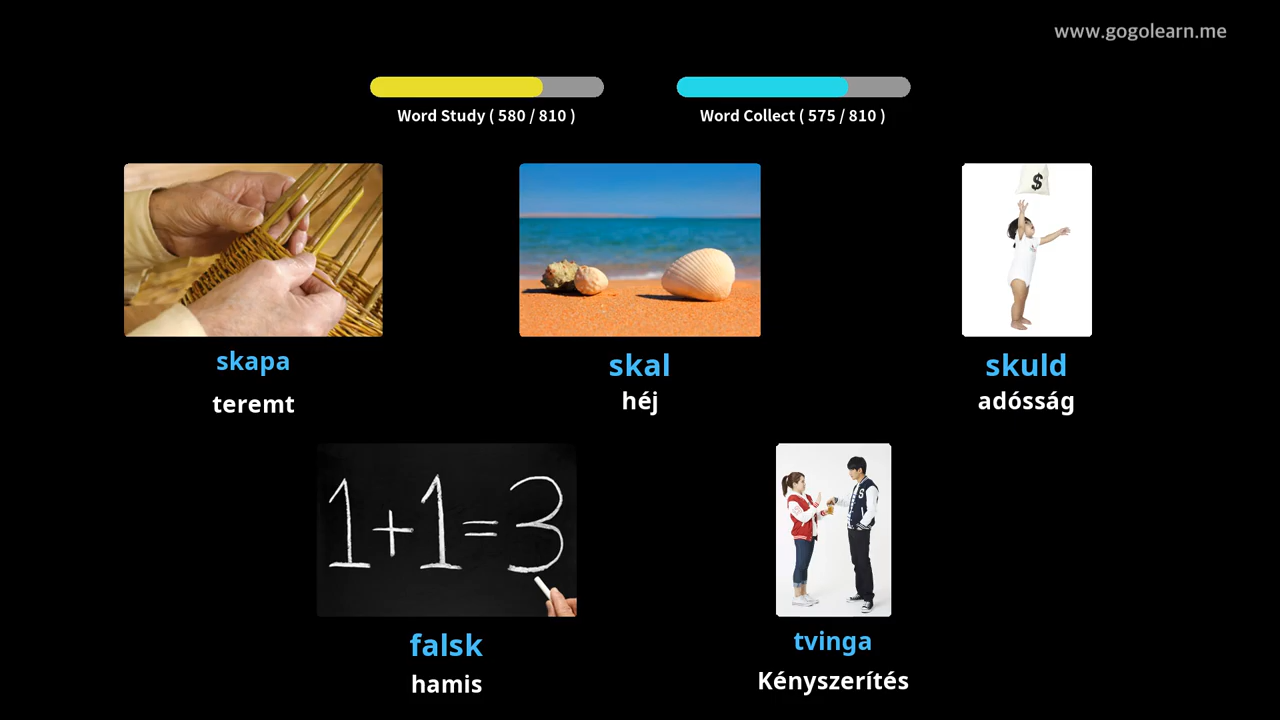 www.gogolearn.me
Word Study ( 580 / 810 )
Word Collect ( 575 / 810 )
$
skapa
teremt
skal
héj
skuld
adósság
1+1=3
S
falsk
hamis
tvinga
Kényszerítés